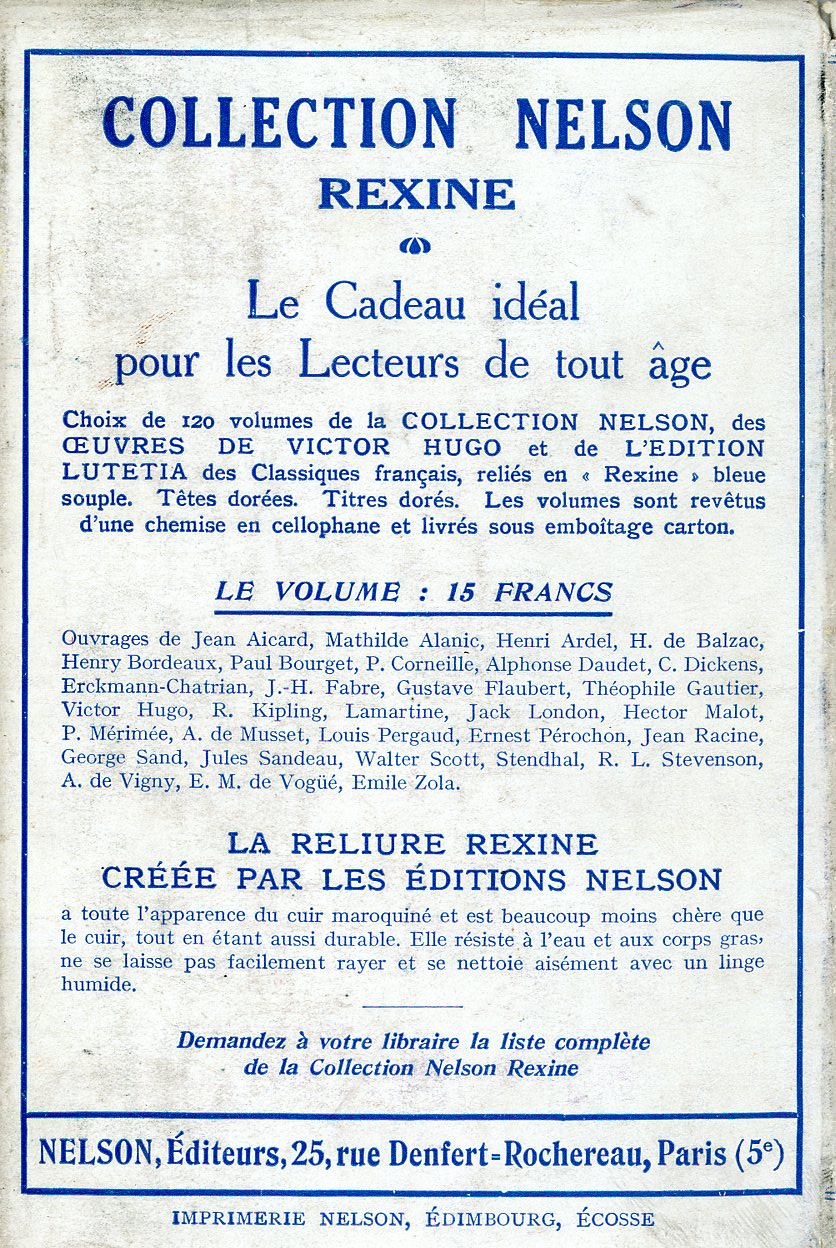 COLLECTION NELSON
REXINE
Le Cadeau idéal
pour les Lecteurs de tout âge
Choix de 120 volumes de la COLLECTION NELSON, des
ŒUVRES DE VICTOR HUGO et de L'EDITION
LUTETIA des Classiques français, reliés en « Rexine » bleue
souple. Têtes dorées. Titres dorés. Les volumes sont revêtus
d'une chemise en cellophane et livrés sous emboîtage carton.
LE VOLUME : 15 FRANCS
Ouvrages de Jean Aicard, Mathilde Alanic, Henri Ardel, H. de Balzac,
Henry Bordeaux, Paul Bourget, P. Corneille, Alphonse Daudet, C. Dickens,
Erckmann-Chatrian, J.-H. Fabre, Gustave Flaubert, Théophile Gautier,
Victor Hugo, R. Kipling, Lamartine, Jack London, Hector Malot,
P. Mérimée, A. de Musset, Louis Pergaud, Ernest Pérochon, Jean Racine,
George Sand, Jules Sandeau, Walter Scott, Stendhal, R. L. Stevenson,
A. de Vigny, E. M. de Vogüé, Emile Zola.
LA RELIURE REXINE
CRÉÉE PAR LES ÉDITIONS NELSON
a toute l'apparence du cuir maroquiné et est beaucoup moins chère que
le cuir, tout en étant aussi durable. Elle résiste à l'eau et aux corps gras,
ne se laisse pas facilement rayer et se nettoie aisément avec un linge
humide.
Demandez à votre libraire la liste complète
de la Collection Nelson Rexine
NELSON, Éditeurs, 25, rue Denfert-Rochereau, Paris (5e)
IMPRIMERIE NELSON, ÉDIMBOURG, ÉCOSSE